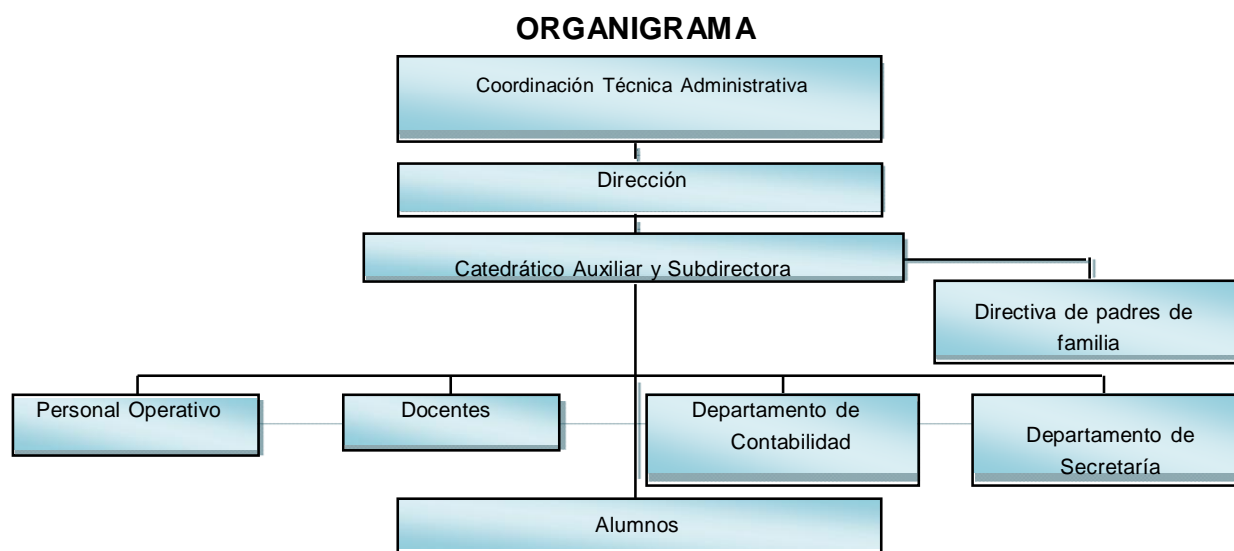 ORGANIGRAMA
Coordinación Técnica Administrativa
Dirección
Catedrático Auxiliar y Subdirectora
Directiva de padres de
familia
Personal Operativo
Docentes
Departamento de
Contabilidad
Departamento de
Secretaría
Alumnos